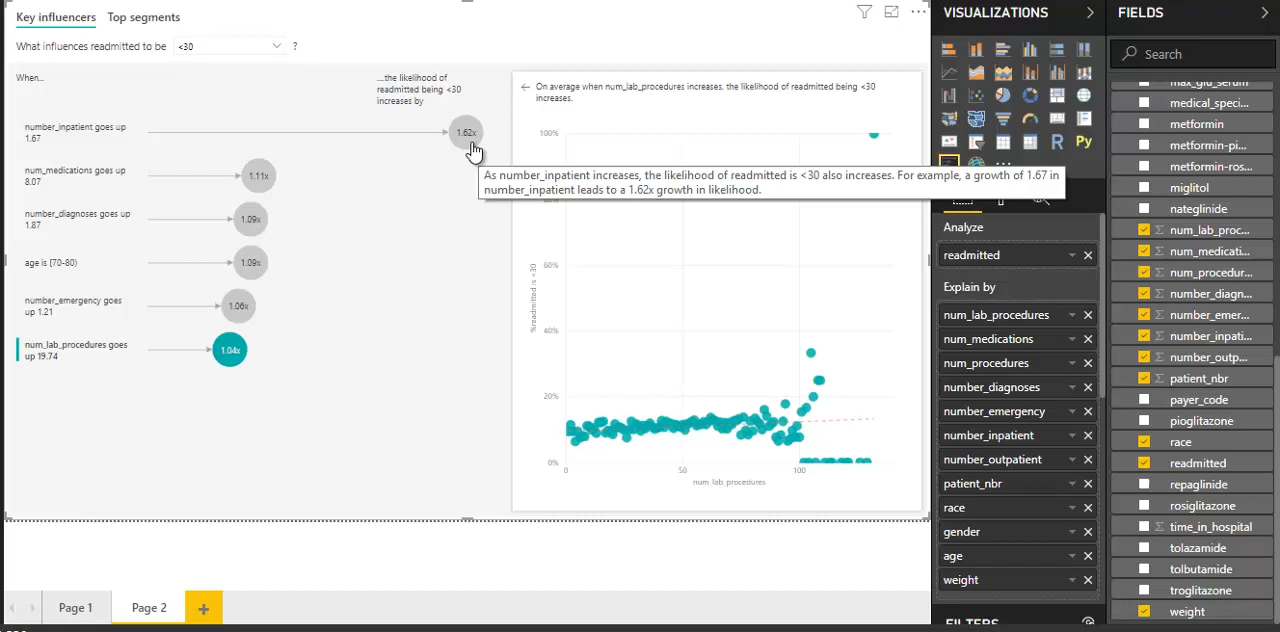 Key influencers
Top segments
What influences readmitted to be
<30
?
When...
...the likelihood of
readmitted being <30
increases by
number_inpatient goes up
1.67
1.62x
num_medications goes up
8.07
1.11x
number_diagnoses goes up
1.87
1.09x
age is [70-80)
1.09x
number_emergency goes
up 1.21
1.06x
num_lab_procedures goes
up 19.74
1.04x
On average when num_lab_procedures increases, the likelihood of readmitted being <30
increases.
100%
As number_inpatient increases, the likelihood of readmitted is <30 also increases. For example, a growth of 1.67 in
number_inpatient leads to a 1.62x growth in likelihood.
80%
60%
40%
20%
0%
%readmitted is <30
0
50
100
num_lab_procedures
Page 1
Page 2
+
VISUALIZATIONS
R
Py
Analyze
readmitted
Explain by
num_lab_procedures
num_medications
num_procedures
number_diagnoses
number_emergency
number_inpatient
number_outpatient
patient_nbr
race
gender
age
weight
FILTERS
FIELDS
Search
max_glu_serum
medical_speci...
metformin
metformin-pi...
metformin-ros...
miglitol
nateglinide
num_lab_proc...
num_medicati...
num_procedur...
number_diagn...
number_emer...
number_inpati...
number_outp...
patient_nbr
payer_code
pioglitazone
race
readmitted
repaglinide
rosiglitazone
time_in_hospital
tolazamide
tolbutamide
troglitazone
weight